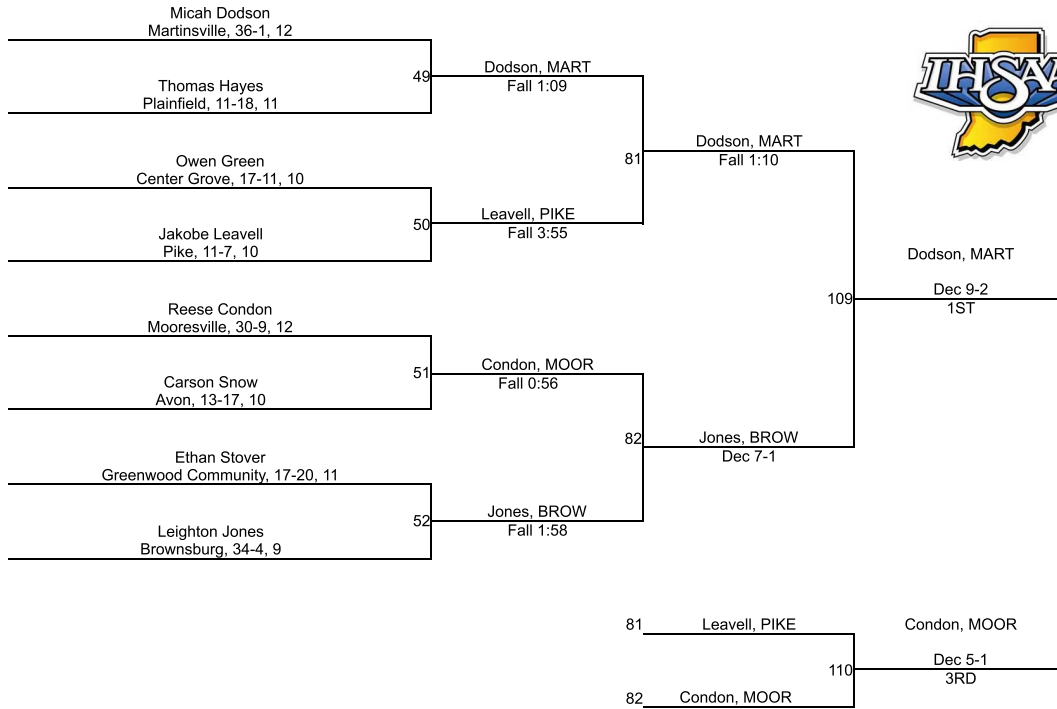 Micah Dodson
Martinsville, 36-1, 12
49
Dodson, MART
Fall 1:09
Thomas Hayes
Plainfield, 11-18, 11
IHSAA
81
Dodson, MART
Fall 1:10
Owen Green
Center Grove, 17-11, 10
50
Leavell, PIKE
Fall 3:55
Jakobe Leavell
Pike, 11-7, 10
109
Dodson, MART
Dec 9-2
1ST
Reese Condon
Mooresville, 30-9, 12
51
Condon, MOOR
Fall 0:56
Carson Snow
Avon, 13-17, 10
82
Jones, BROW
Dec 7-1
Ethan Stover
Greenwood Community, 17-20, 11
52
Jones, BROW
Fall 1:58
Leighton Jones
Brownsburg, 34-4, 9
81
Leavell, PIKE
110
Condon, MOOR
Dec 5-1
3RD
82
Condon, MOOR